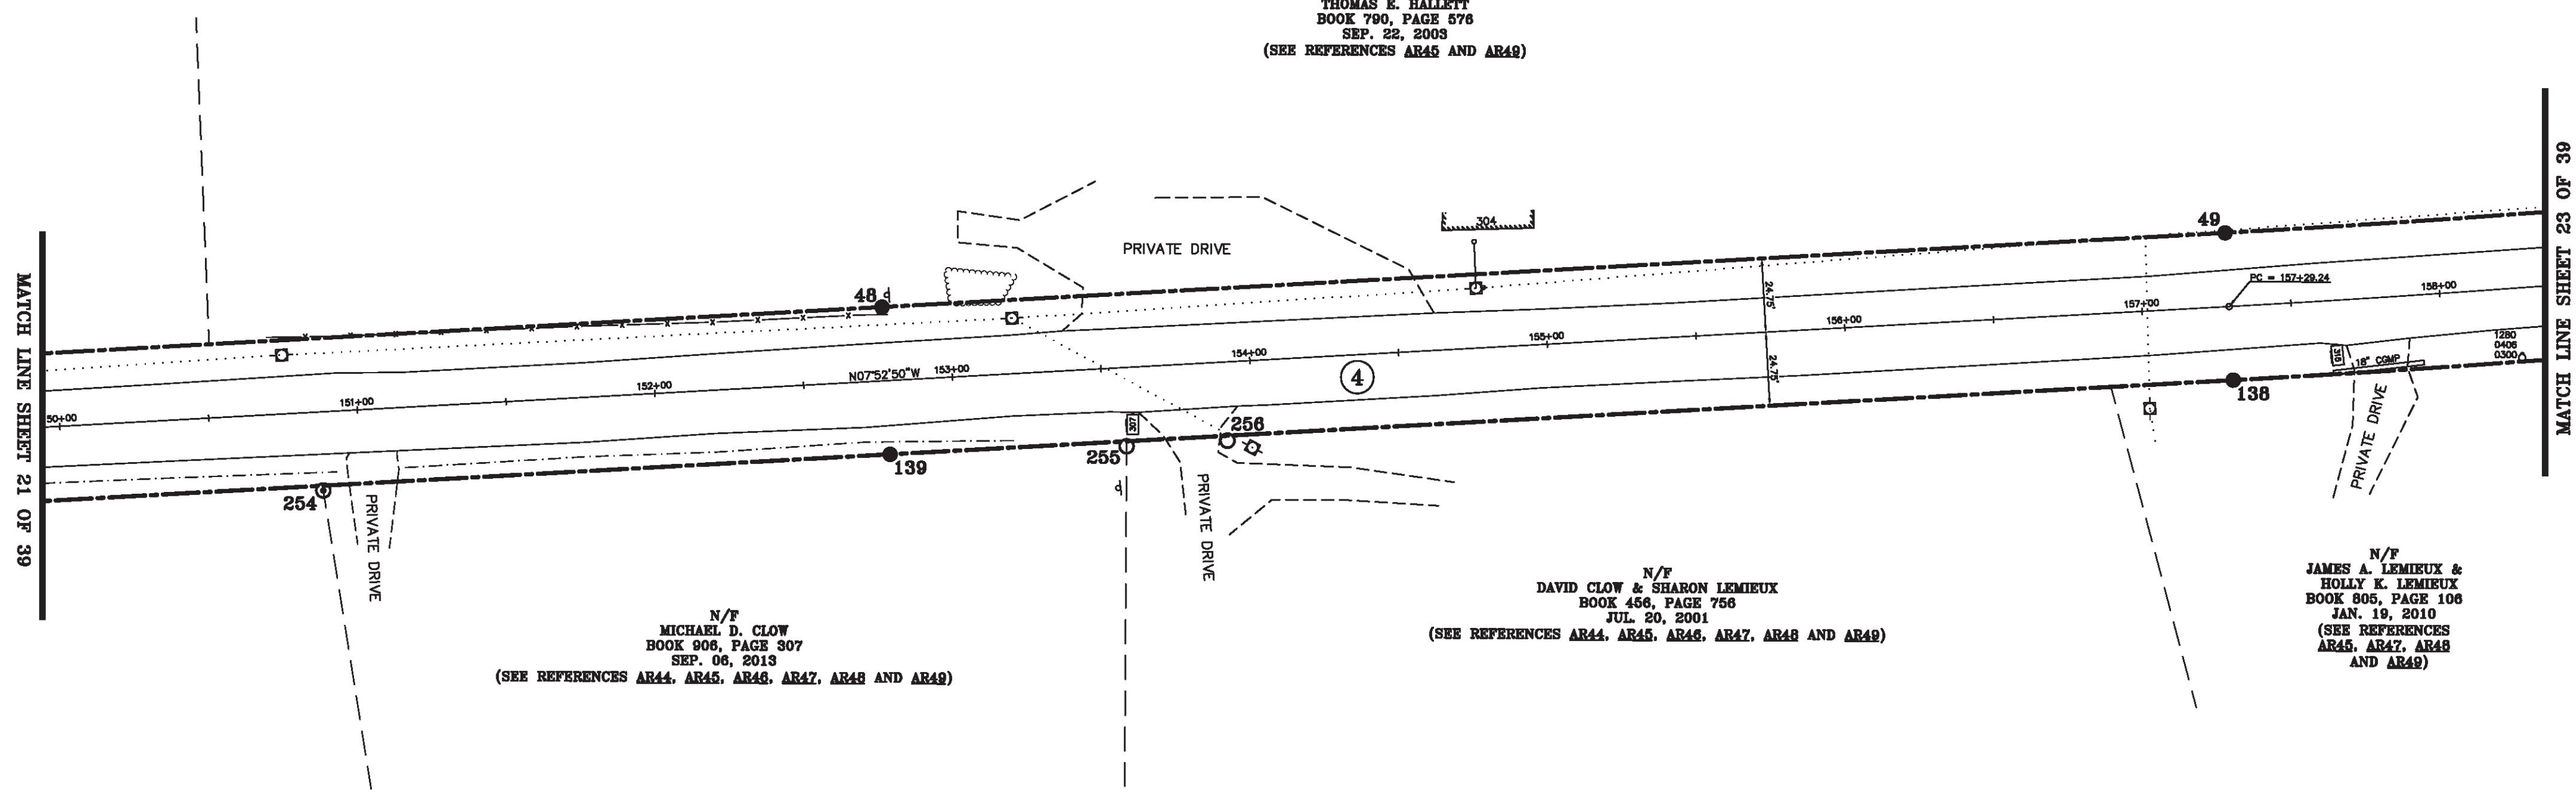 THOMAS E. HALLETT
BOOK 790, PAGE 576
SEP. 22, 2003
(SEE REFERENCES AR45 AND AR49)
MATCH LINE SHEET 21 OF 39
MATCH LINE SHEET 23 OF 39
48
49
304
PRIVATE DRIVE
24.75'
24.75'
PC = 157+29.24
50+00
151+00
152+00
N07°52'50"W
153+00
154+00
155+00
156+00
157+00
158+00
4
1280
0406
0300
316
18" CGMP
138
PRIVATE DRIVE
307
256
255
139
254
PRIVATE DRIVE
PRIVATE DRIVE
N/F
MICHAEL D. CLOW
BOOK 906, PAGE 307
SEP. 06, 2013
(SEE REFERENCES AR44, AR45, AR46, AR47, AR48 AND AR49)
N/F
DAVID CLOW & SHARON LEMIEUX
BOOK 456, PAGE 756
JUL. 20, 2001
(SEE REFERENCES AR44, AR45, AR46, AR47, AR48 AND AR49)
N/F
JAMES A. LEMIEUX &
HOLLY K. LEMIEUX
BOOK 805, PAGE 106
JAN. 19, 2010
(SEE REFERENCES
AR45, AR47, AR48
AND AR49)